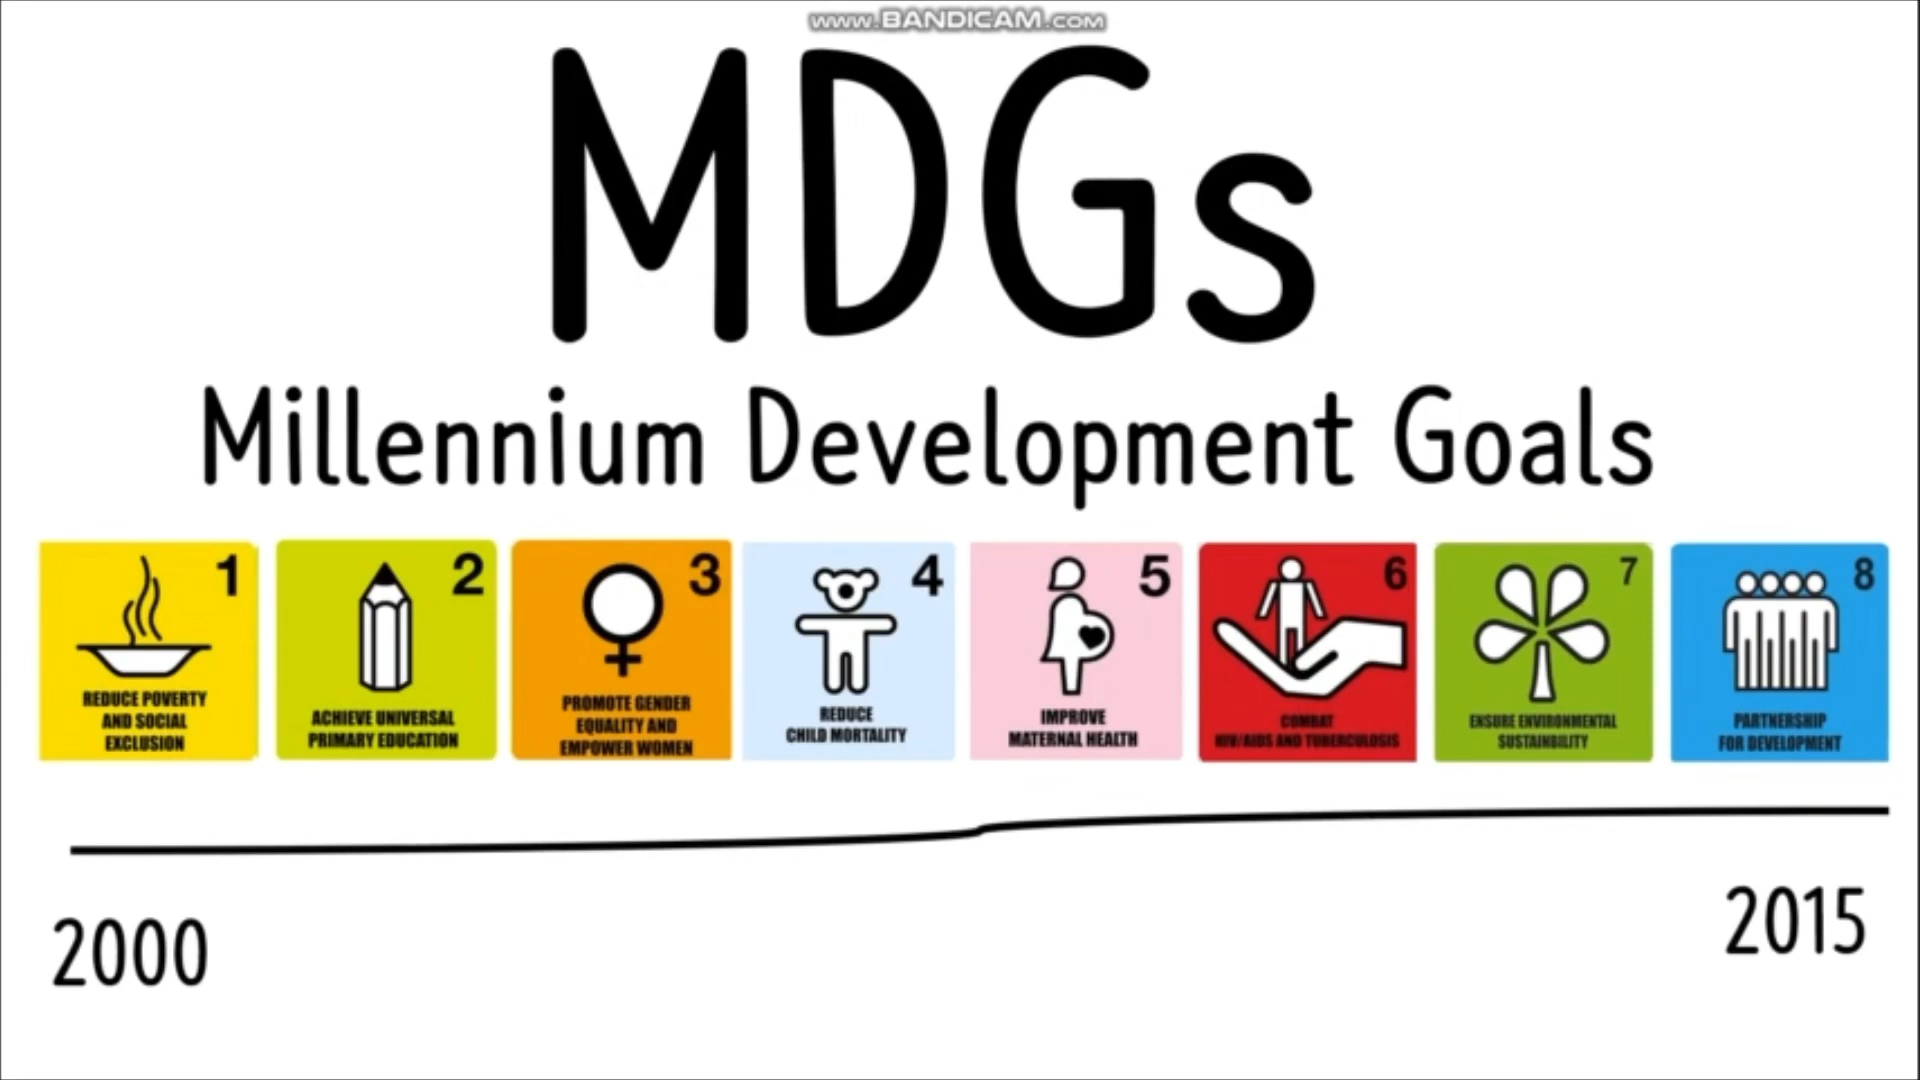 www.BANDICAM.com
MDGs
Millennium Development Goals
1
REDUCE POVERTY
AND SOCIAL
EXCLUSION
2
ACHIEVE UNIVERSAL
PRIMARY EDUCATION
3
PROMOTE GENDER
EQUALITY AND
EMPOWER WOMEN
4
REDUCE
CHILD MORTALITY
5
IMPROVE
MATERNAL HEALTH
6
COMBAT
HIV/AIDS AND TUBERCULOSIS
7
ENSURE ENVIRONMENTAL
SUSTAINBILITY
8
PARTNERSHIP
FOR DEVELOPMENT
2000
2015